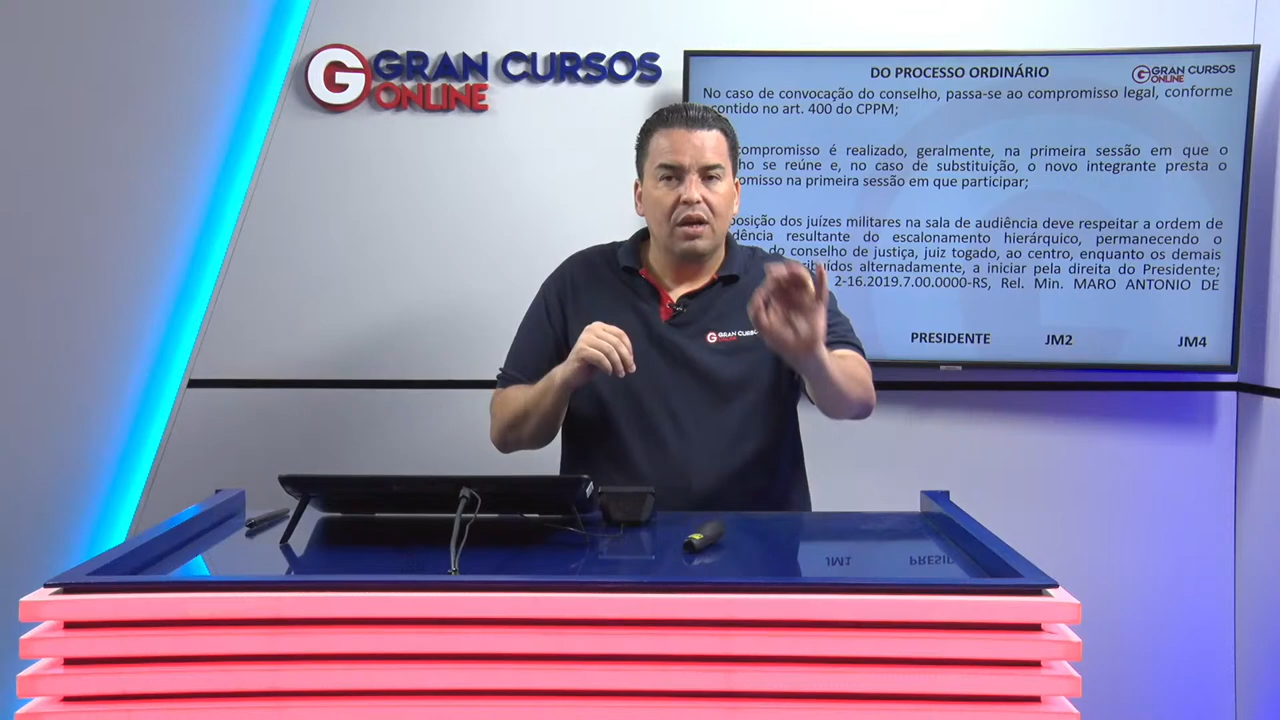 GRAN CURSOS
ONLINE
DO PROCESSO ORDINÁRIO
GRAN CURSOS
ONLINE
No caso de convocação do conselho, passa-se ao compromisso legal, conforme
contido no art. 400 do CPPM;
compromisso é realizado, geralmente, na primeira sessão em que o
se reúne e, no caso de substituição, o novo integrante presta o
na primeira sessão em que participar;
dos juízes militares na sala de audiência deve respeitar a ordem de
resultante do escalonamento hierárquico, permanecendo o
do conselho de justiça, juiz togado, ao centro, enquanto os demais
alternadamente, a iniciar pela direita do Presidente;
2-16.2019.7.00.0000-RS, Rel. Min. MARO ANTONIO DE
PRESIDENTE JM2 JM4
GRAN CURSO
ONLINE
JM1